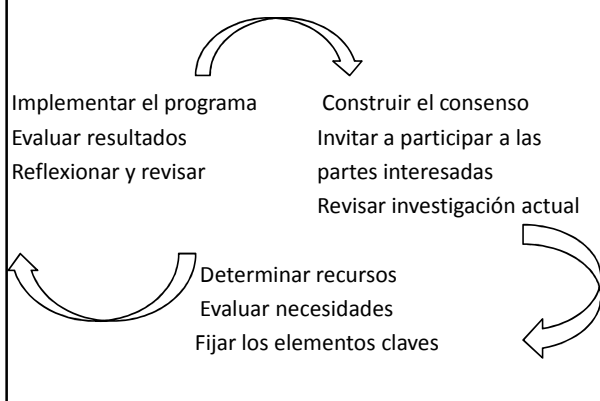 Implementar el programa
Evaluar resultados
Reflexionar y revisar
Construir el consenso
Invitar a participar a las
partes interesadas
Revisar investigación actual
Determinar recursos
Evaluar necesidades
Fijar los elementos claves